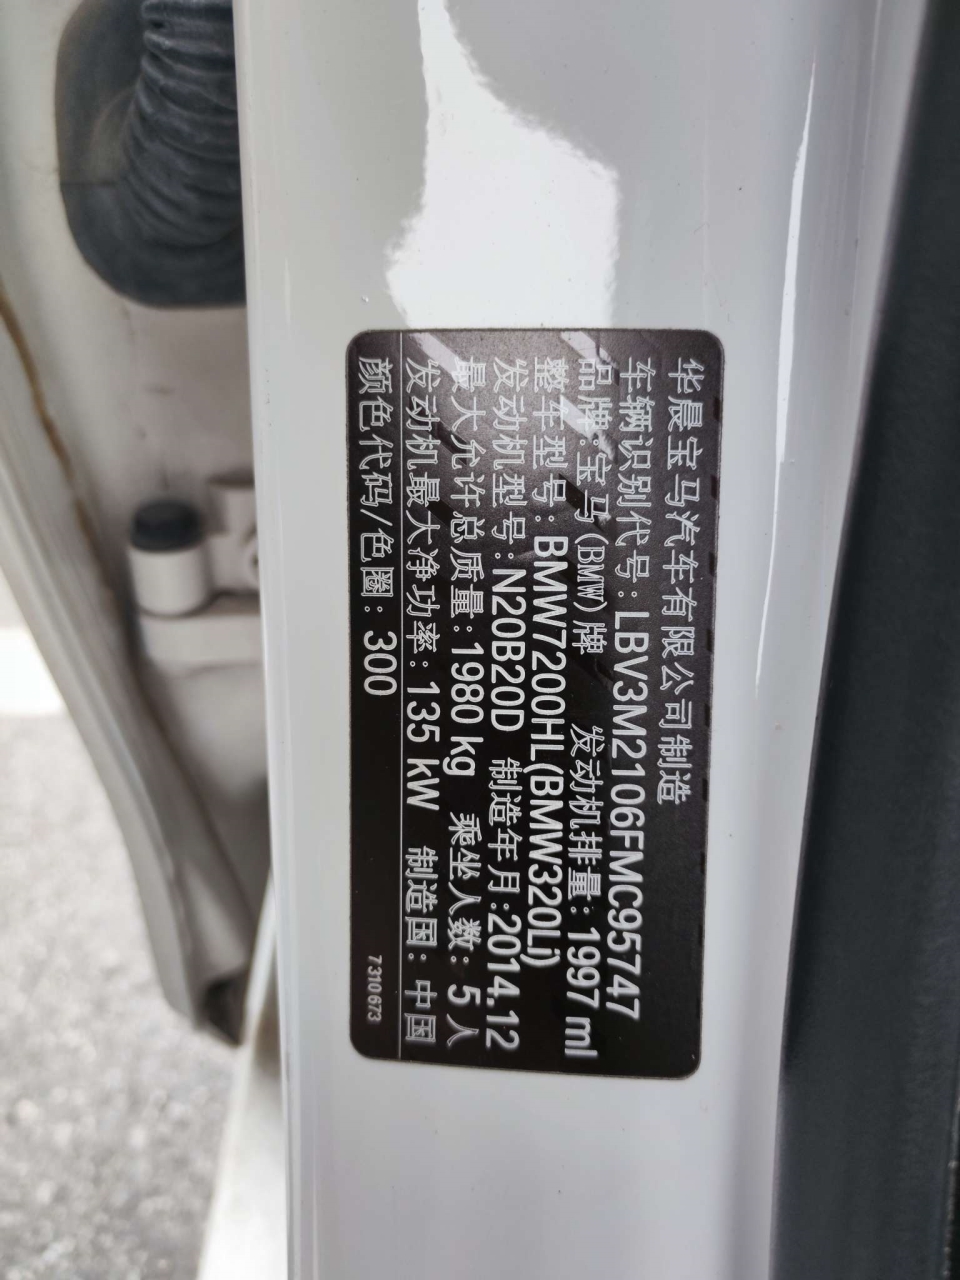 华晨宝马汽车有限公司制造
车辆识别代号:LBV3M2106FMC95747
品牌:宝马(BMW)牌 发动机排量:1997 ml
整车型号:BMW7200HL(BMW320Li)
发动机型号:N20B20D 制造年月:2014.12
最大允许总质量:1980 kg 乘坐人数:5人
发动机最大净功率:135 kW 制造国:中国
颜色代码/色圈:300
7310673